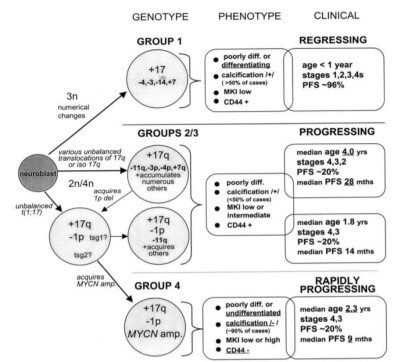 GENOTYPE PHENOTYPE CLINICAL
GROUP 1
REGRESSING
+17
-4,-3,-14,+7
poorly diff. or
differentiating
calcification /+/
(>50% of cases)
MKI low
CD44 +
age < 1 year
stages 1,2,3,4s
PFS ~96%
3n
numerical
changes
GROUPS 2/3
PROGRESSING
neuroblast
various unbalanced
translocations of 17q
or iso 17q
2n/4n
+17q
-11q,-3p,-4p,+7q
+accumulates
numerous
others
acquires
1p del
unbalanced
t(1;17)
+17q
-1p
tsg1?
tsg2?
+17q
-1p
-11q
+acquires
others
poorly diff.
calcification /+/
(<50% of cases)
MKI low or
intermediate
CD44 +
median age 4.0 yrs
stages 4,3,2
PFS ~20%
median PFS 28 mths
median age 1.8 yrs
stages 4,3
PFS ~20%
median PFS 14 mths
acquires
MYCN amp.
GROUP 4
RAPIDLY
PROGRESSING
+17q
-1p
MYCN amp.
poorly diff. or
undifferentiated
calcification /-/
(~90% of cases)
MKI low or high
CD44 -
median age 2.3 yrs
stages 4,3
PFS ~20%
median PFS 9 mths